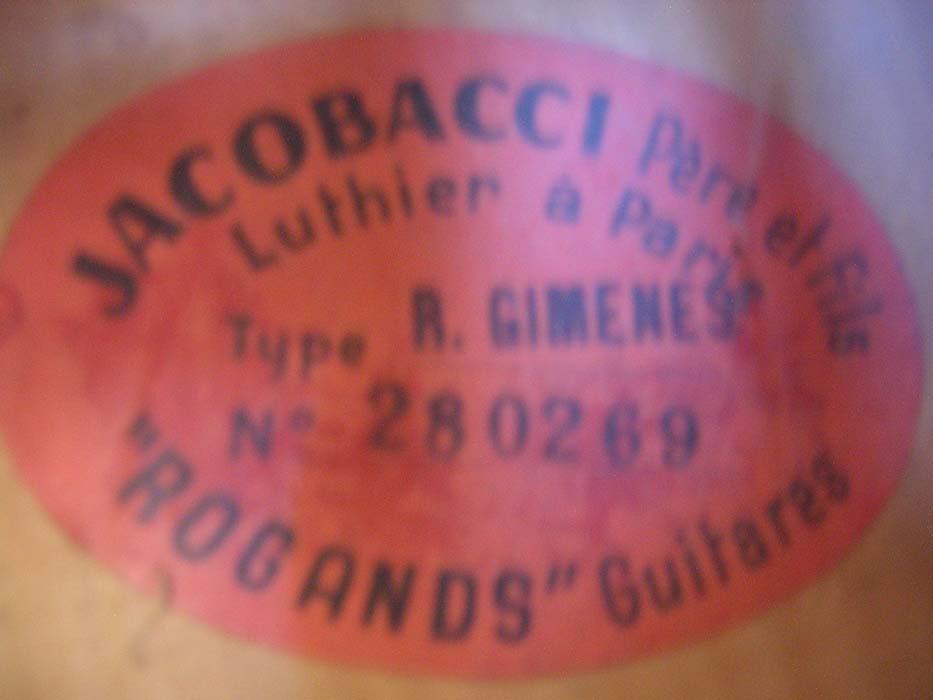 JACOBACCI Père et Fils
Luthier à Paris
Type R. GIMENES
N° 280269
"ROGANDS" Guitares